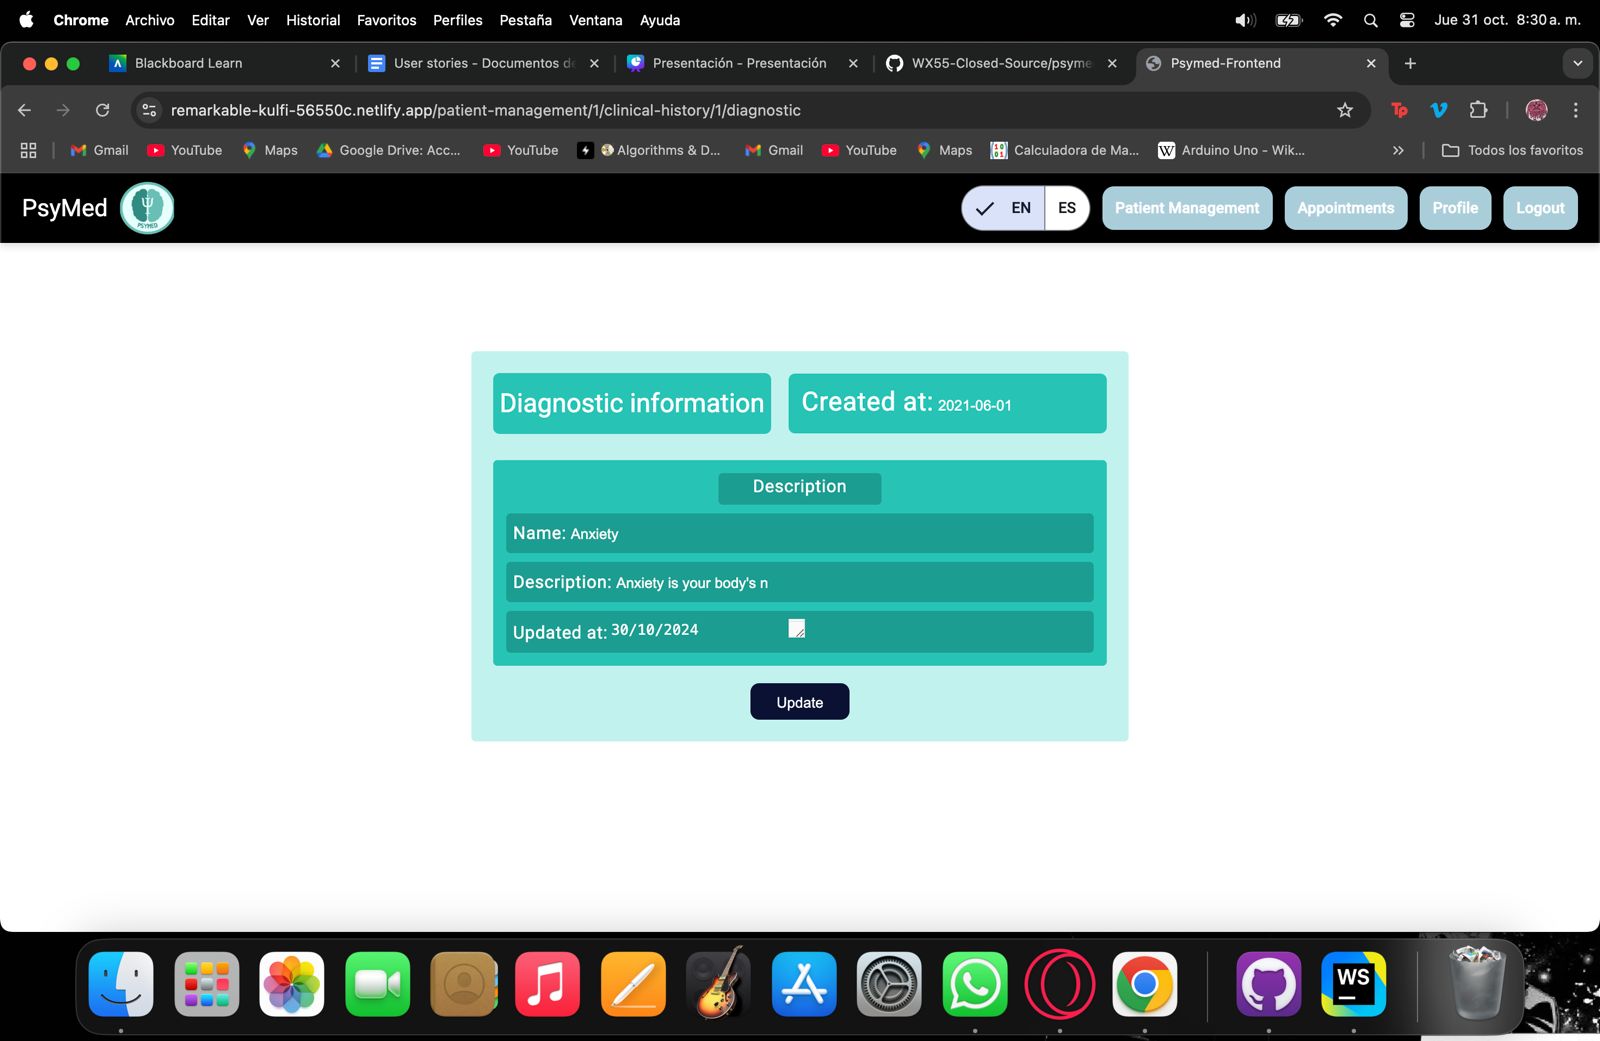 Chrome Archivo Editar Ver Historial Favoritos Perfiles Pestaña Ventana Ayuda Jue 31 oct. 8:30 a. m.
Blackboard Learn User stories - Documentos de Presentación - Presentación WX55-Closed-Source/psyme Psymed-Frontend
remarkable-kulfi-56550c.netlify.app/patient-management/1/clinical-history/1/diagnostic Tp
Gmail YouTube Maps Google Drive: Acc... YouTube Algorithms & D... Gmail YouTube Maps Calculadora de Ma... W Arduino Uno - Wik... Todos los favoritos
PsyMed PSYMED EN ES Patient Management Appointments Profile Logout
Diagnostic information Created at: 2021-06-01
Description
Name: Anxiety
Description: Anxiety is your body's n
Updated at: 30/10/2024
Update
WS